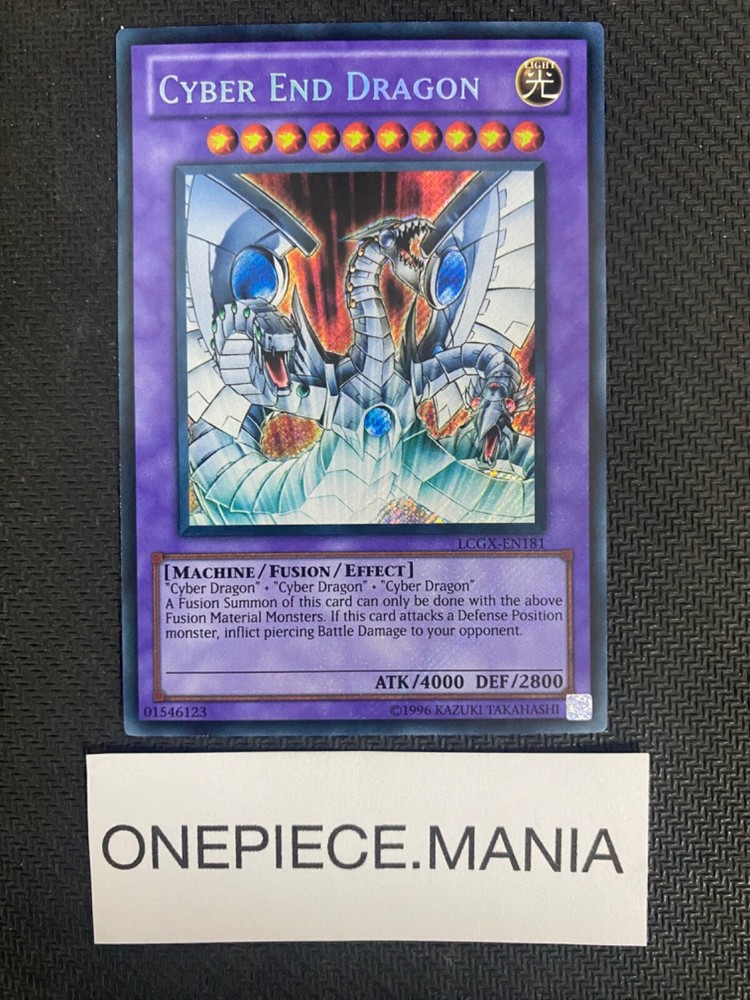 CYBER END DRAGON
LIGHT
光
LCGX-EN181
[MACHINE/FUSION/EFFECT]
"Cyber Dragon" • "Cyber Dragon" • "Cyber Dragon"
A Fusion Summon of this card can only be done with the above
Fusion Material Monsters. If this card attacks a Defense Position
monster, inflict piercing Battle Damage to your opponent.
ATK/4000 DEF/2800
01546123
©1996 KAZUKI TAKAHASHI
ONEPIECE.MANIA